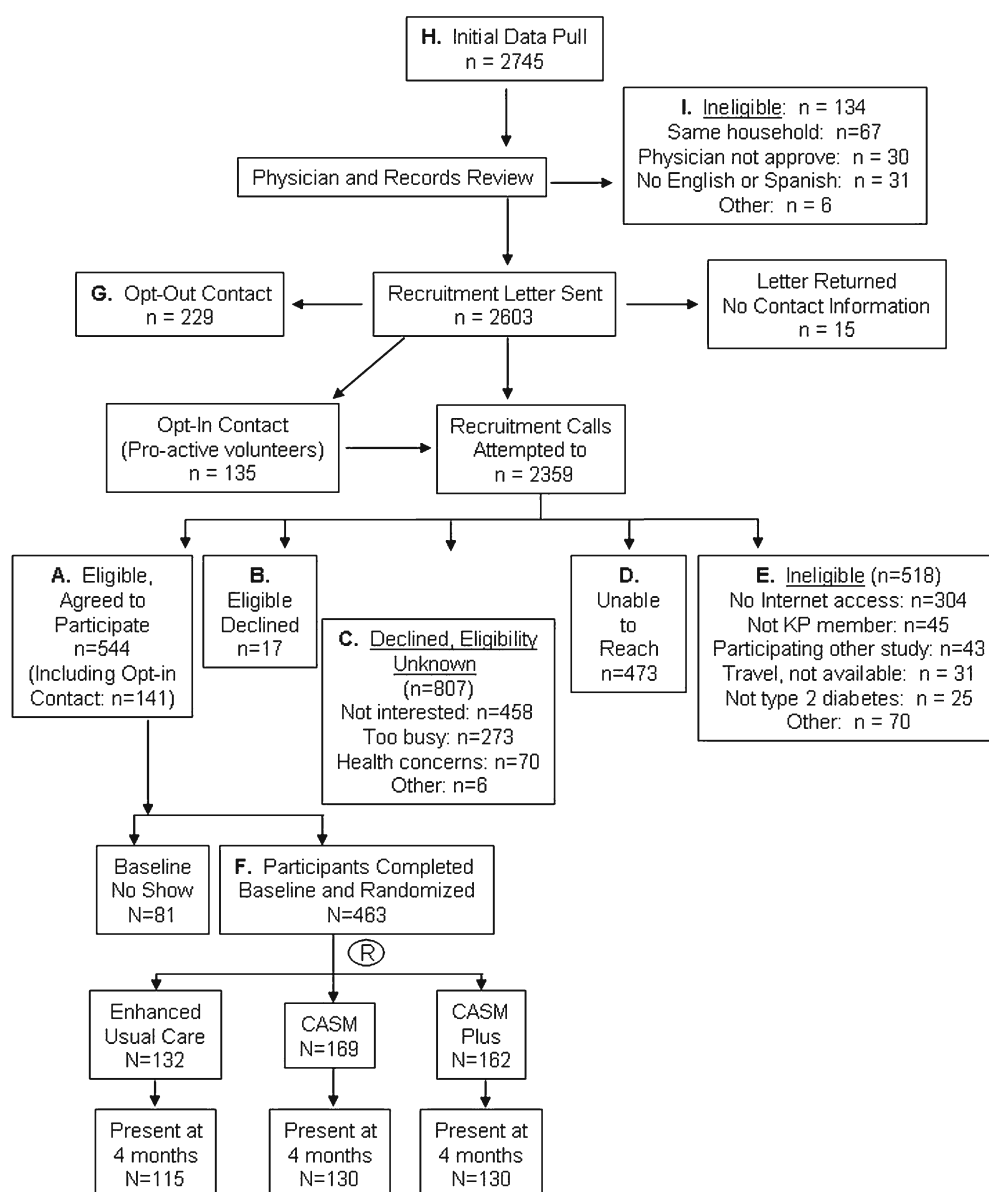 H. Initial Data Pull
n = 2745
I. Ineligible: n = 134
Same household: n=67
Physician not approve: n = 30
No English or Spanish: n = 31
Other: n = 6
Physician and Records Review
G. Opt-Out Contact
n = 229
Recruitment Letter Sent
n = 2603
Letter Returned
No Contact Information
n = 15
Opt-In Contact
(Pro-active volunteers)
n = 135
Recruitment Calls
Attempted to
n = 2359
A. Eligible,
Agreed to
Participate
n=544
(Including Opt-in
Contact: n=141)
B.
Eligible
Declined
n=17
C. Declined, Eligibility
Unknown
(n=807)
Not interested: n=458
Too busy: n=273
Health concerns: n=70
Other: n=6
D.
Unable
to
Reach
n=473
E. Ineligible (n=518)
No Internet access: n=304
Not KP member: n=45
Participating other study: n=43
Travel, not available: n = 31
Not type 2 diabetes: n = 25
Other: n = 70
Baseline
No Show
N=81
F. Participants Completed
Baseline and Randomized
N=463
R
Enhanced
Usual Care
N=132
CASM
N=169
CASM
Plus
N=162
Present at
4 months
N=115
Present at
4 months
N=130
Present at
4 months
N=130